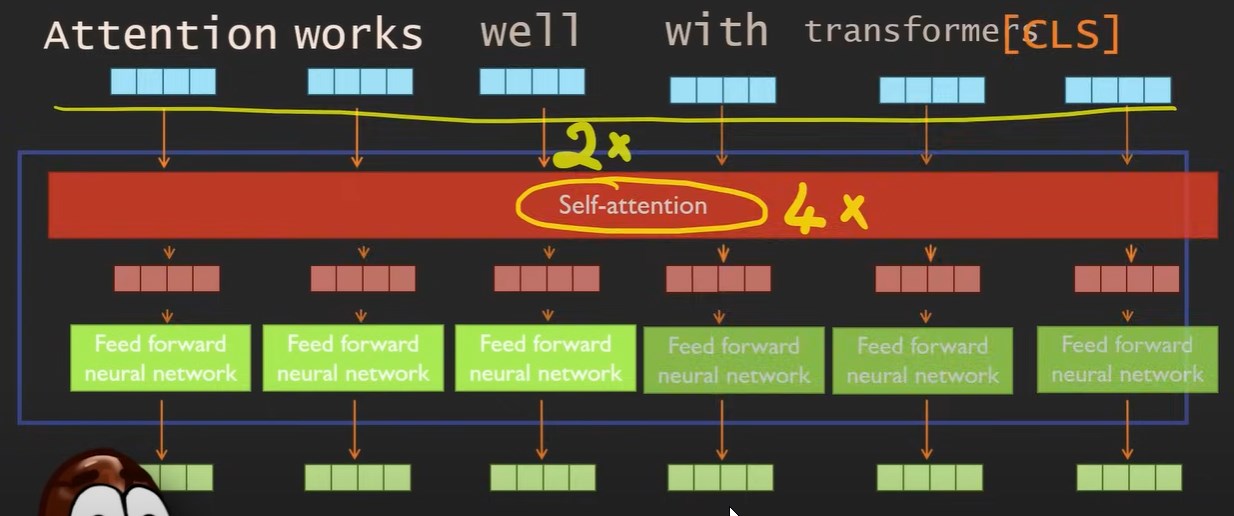 Attention works well with transformers [CLS]
2x
Self-attention 4x
Feed forward neural network
Feed forward neural network
Feed forward neural network
Feed forward neural network
Feed forward neural network
Feed forward neural network